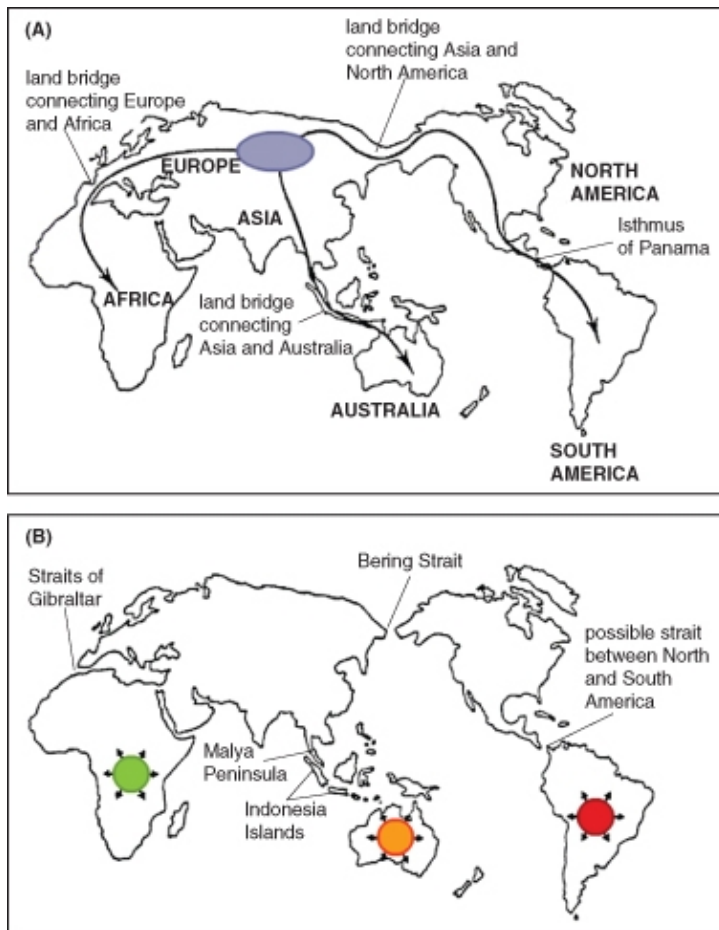 (A)
land bridge
connecting Asia and
North America
land bridge
connecting Europe
and Africa
EUROPE
NORTH
AMERICA
ASIA
Isthmus
of Panama
AFRICA
land bridge
connecting
Asia and Australia
AUSTRALIA
SOUTH
AMERICA
(B)
Bering Strait
Straits of
Gibraltar
possible strait
between North
and South
America
Malya
Peninsula
Indonesia
Islands